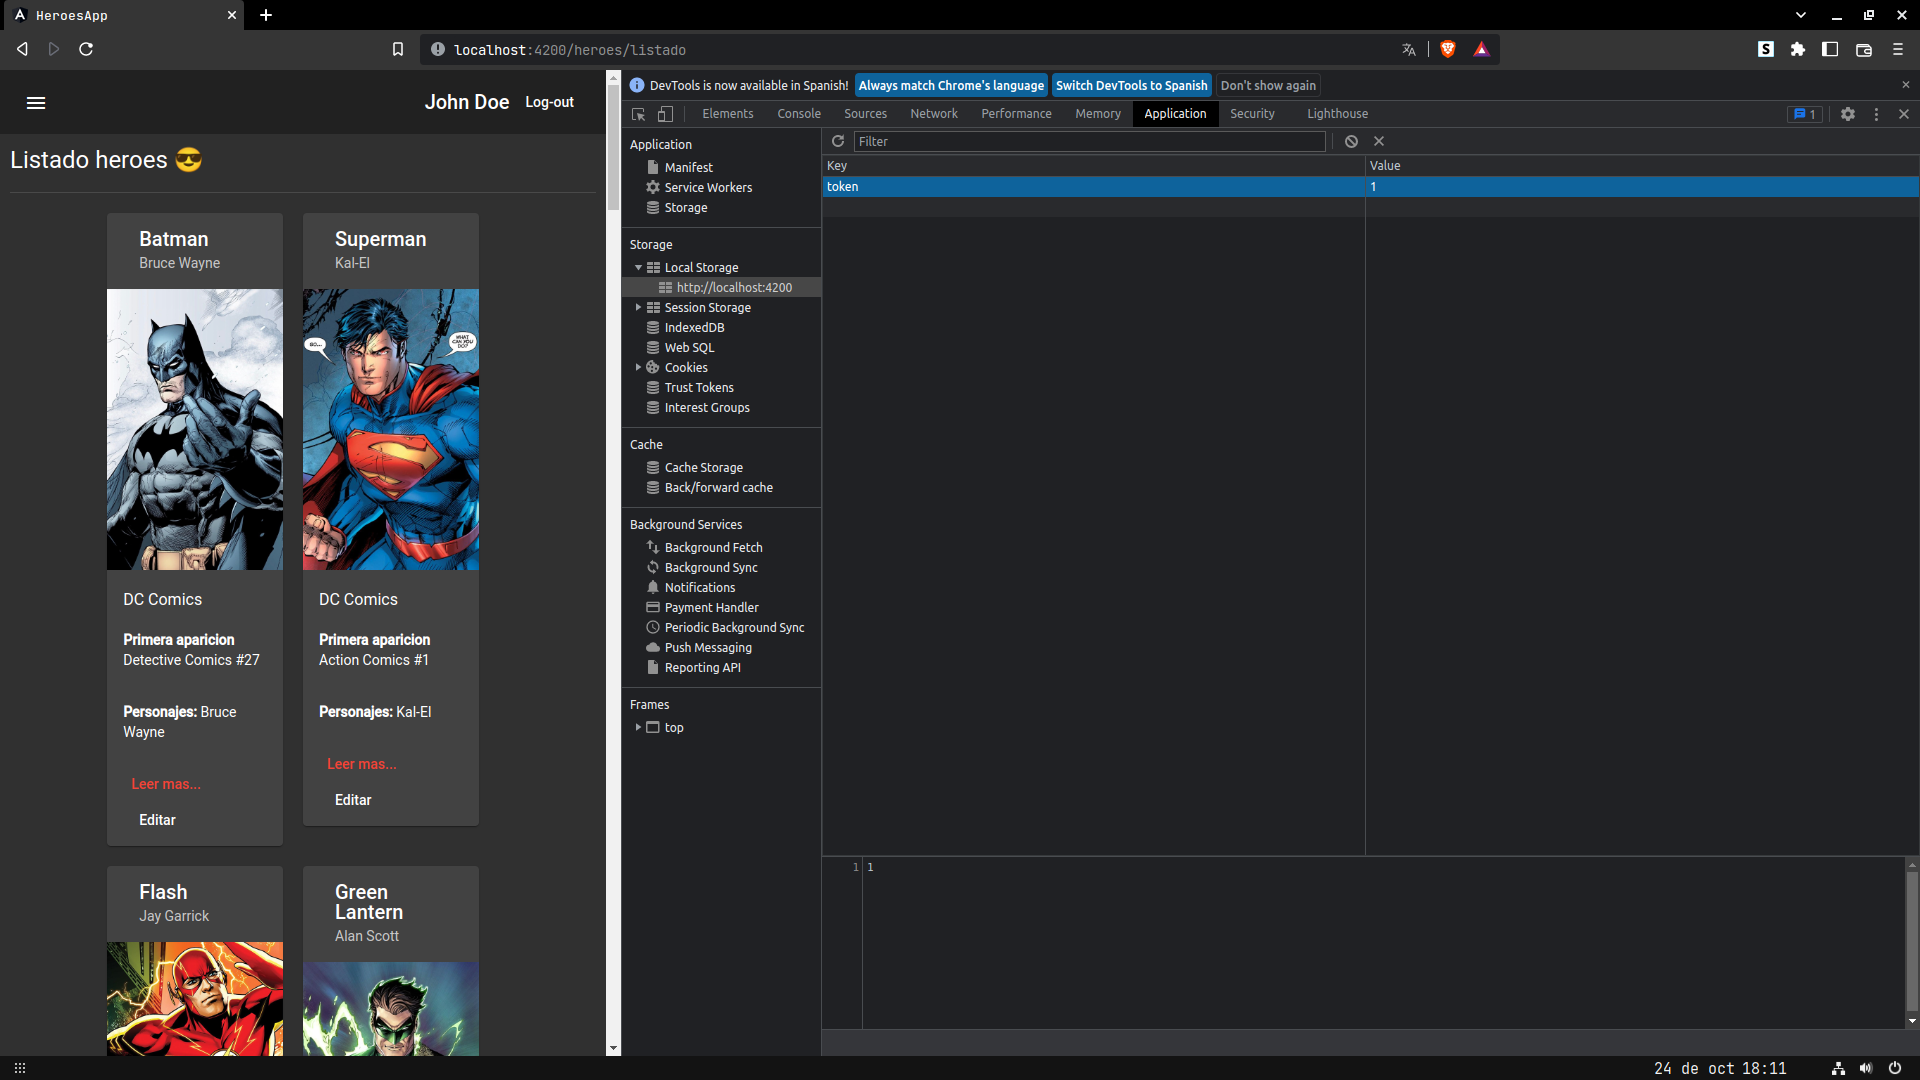 HeroesApp
localhost:4200/heroes/listado
John Doe Log-out
Listado heroes 😎
Batman
Bruce Wayne
DC Comics
Primera aparicion
Detective Comics #27
Personajes: Bruce
Wayne
Leer mas...
Editar
Superman
Kal-El
SO...
WHAT
CAN YOU
DO?
DC Comics
Primera aparicion
Action Comics #1
Personajes: Kal-El
Leer mas...
Editar
Flash
Jay Garrick
Green
Lantern
Alan Scott
DevTools is now available in Spanish! Always match Chrome's language Switch DevTools to Spanish Don't show again
Elements Console Sources Network Performance Memory Application Security Lighthouse 1
Application
Manifest
Service Workers
Storage
Storage
Local Storage
http://localhost:4200
Session Storage
IndexedDB
Web SQL
Cookies
Trust Tokens
Interest Groups
Cache
Cache Storage
Back/forward cache
Background Services
Background Fetch
Background Sync
Notifications
Payment Handler
Periodic Background Sync
Push Messaging
Reporting API
Frames
top
Filter
Key Value
token 1
1 1
24 de oct 18:11